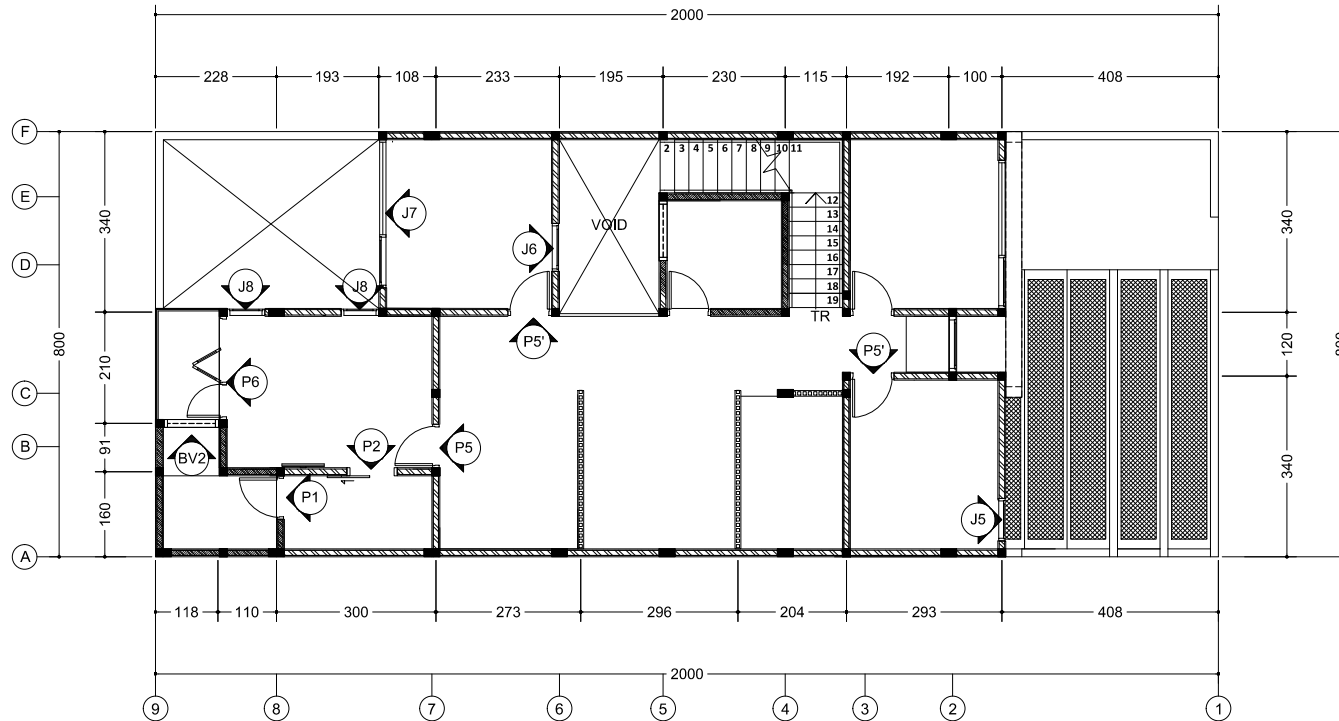 2000
228 193 108 233 195 230 115 192 100 408
F
2 3 4 5 6 7 8 9 10 11
E
J7
12
13
VOID
14
340
J6
340
15
D
16
17
J8 J8
18
19
TR
P5' P5'
800
120
210
P6
C
P2 P5
B
91
BV2
P1
160
J5
340
A
118 110 300 273 296 204 293 408
2000
9 8 7 6 5 4 3 2 1